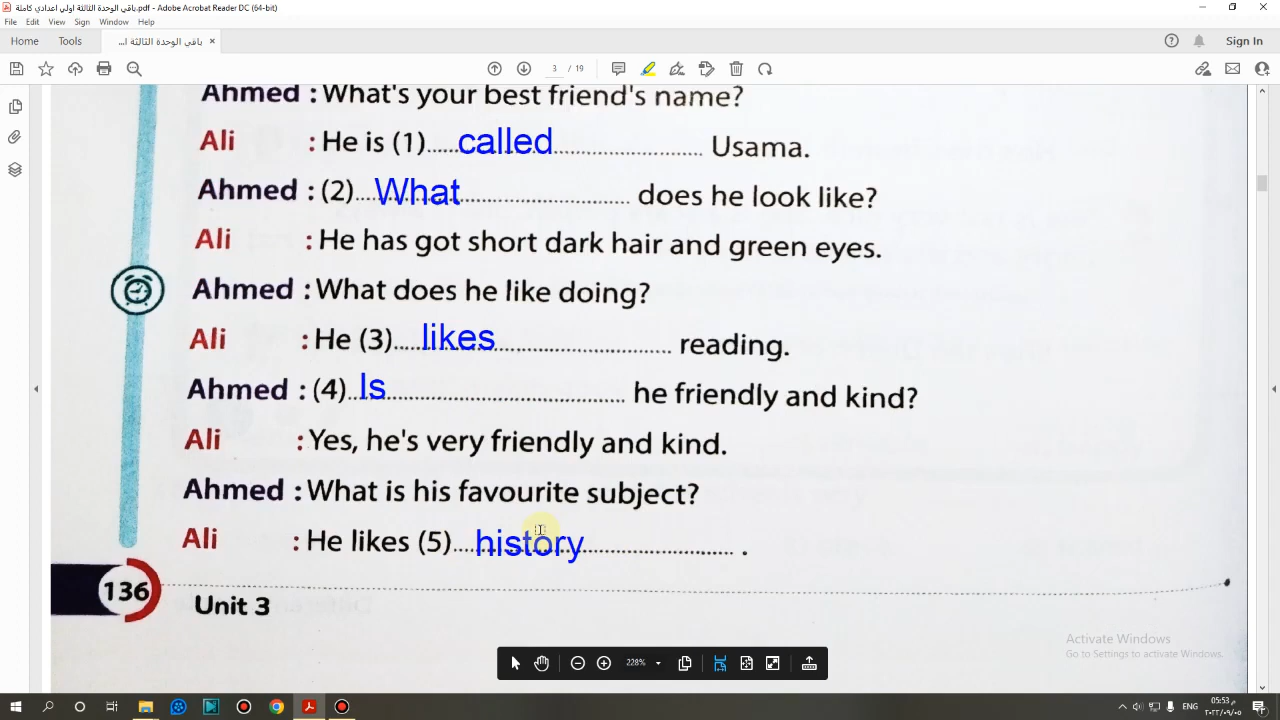 باقي الوحدة الثالثة اولي اعدادي كاملة.pdf - Adobe Acrobat Reader DC (64-bit)
File Edit View Sign Window Help
Home Tools باقي الوحدة الثالثة ا... × Sign In
3 / 19
Ahmed : What's your best friend's name?
Ali : He is (1)....called.................... Usama.
Ahmed : (2)...What.................... does he look like?
Ali : He has got short dark hair and green eyes.
Ahmed : What does he like doing?
Ali : He (3)....likes.................... reading.
Ahmed : (4)..Is.................... he friendly and kind?
Ali : Yes, he's very friendly and kind.
Ahmed : What is his favourite subject?
Ali : He likes (5)...history.................... .
136
Unit 3
Activate Windows
Go to Settings to activate Windows.
228%
ENG
05:53 م
٢٠٢٢/٠٩/٠٥